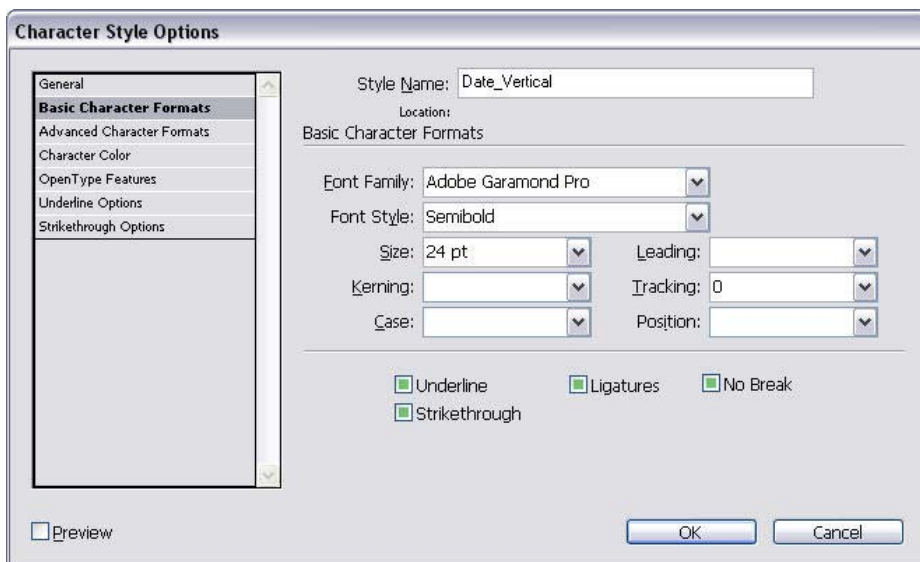 Character Style Options
General
Basic Character Formats
Advanced Character Formats
Character Color
OpenType Features
Underline Options
Strikethrough Options
Style Name: Date_Vertical
Location:
Basic Character Formats
Font Family: Adobe Garamond Pro
Font Style: Semibold
Size: 24 pt Leading:
Kerning: Tracking: 0
Case: Position:
Underline Ligatures No Break
Strikethrough
Preview OK Cancel